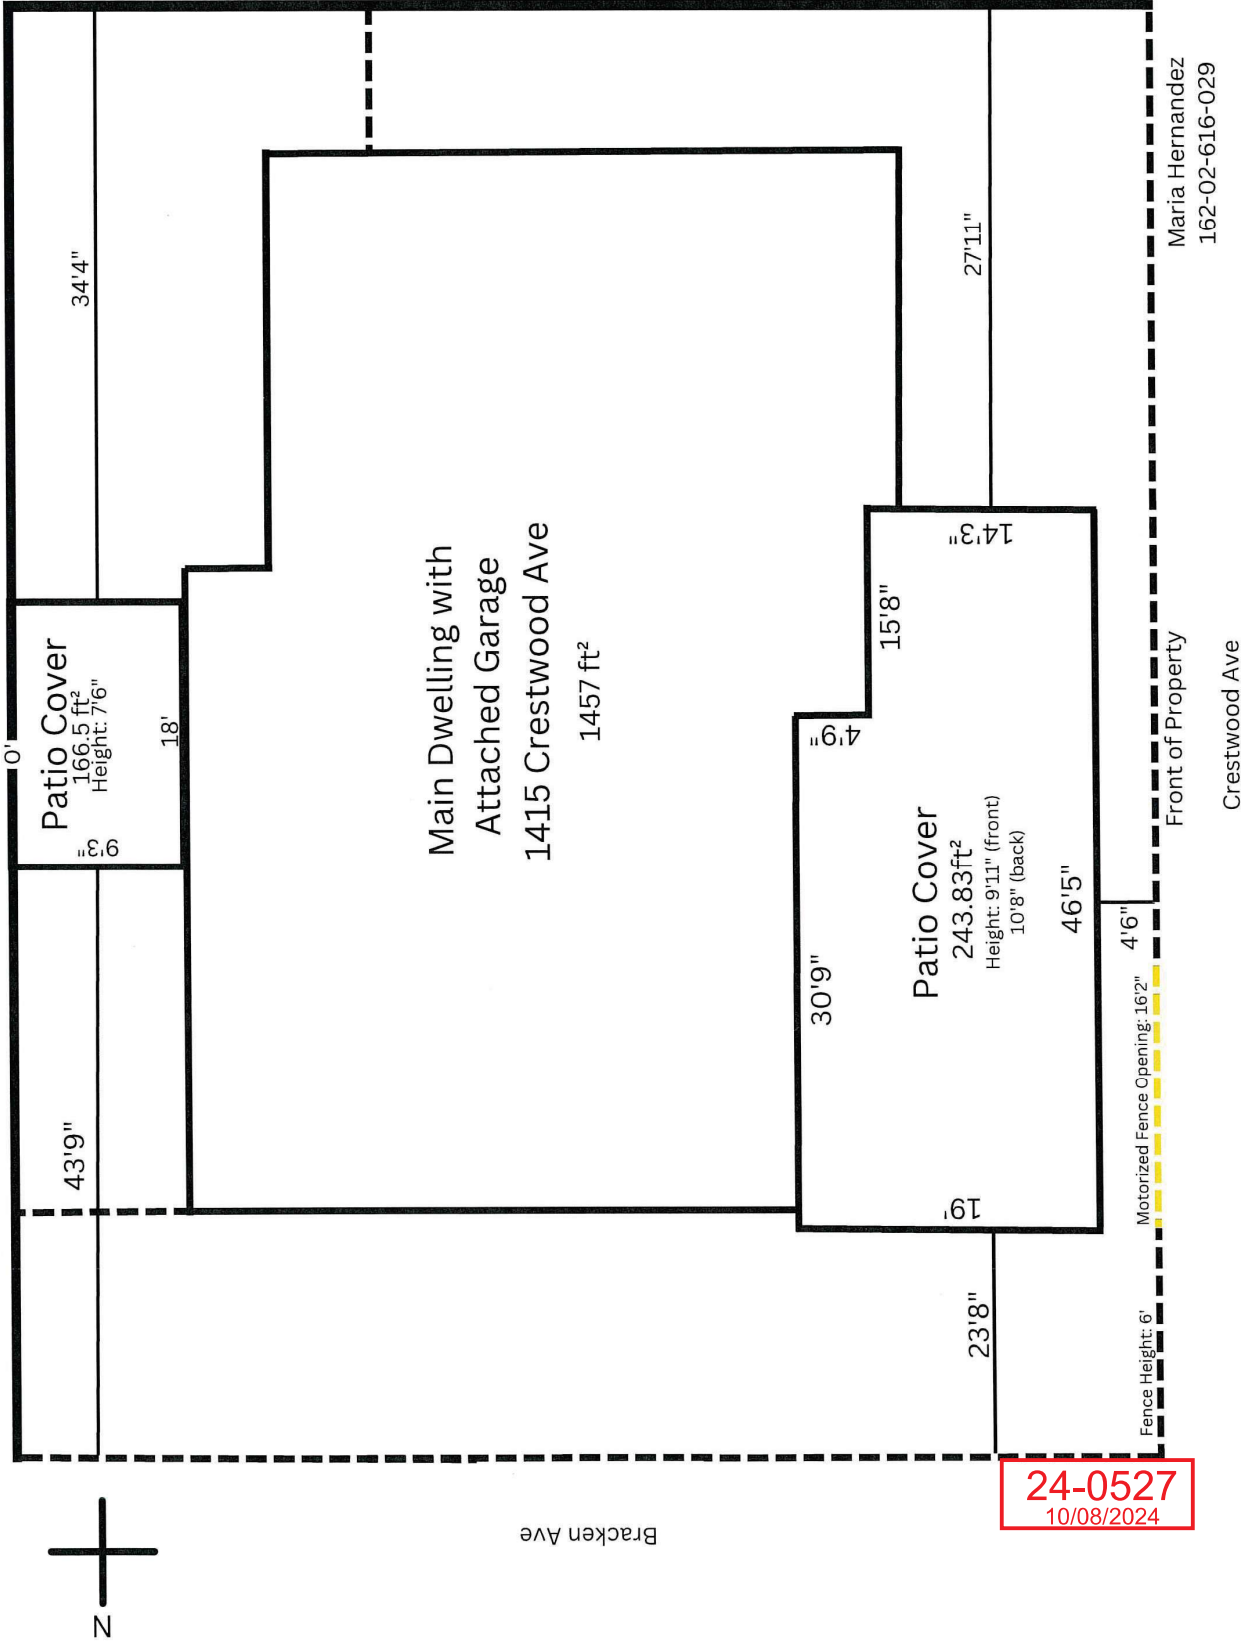 0'
Patio Cover
166.5 ft²
Height: 7'6"
9'3"
18'
34'4"
43'9"
Main Dwelling with
Attached Garage
1415 Crestwood Ave
1457 ft²
30'9"
4'9"
15'8"
14'3"
19'
Patio Cover
243.83ft²
Height: 9'11" (front)
10'8" (back)
46'5"
27'11"
23'8"
4'6"
Motorized Fence Opening: 16'2"
Fence Height: 6'
Front of Property
Crestwood Ave
Maria Hernandez
162-02-616-029
Bracken Ave
N
24-0527
10/08/2024